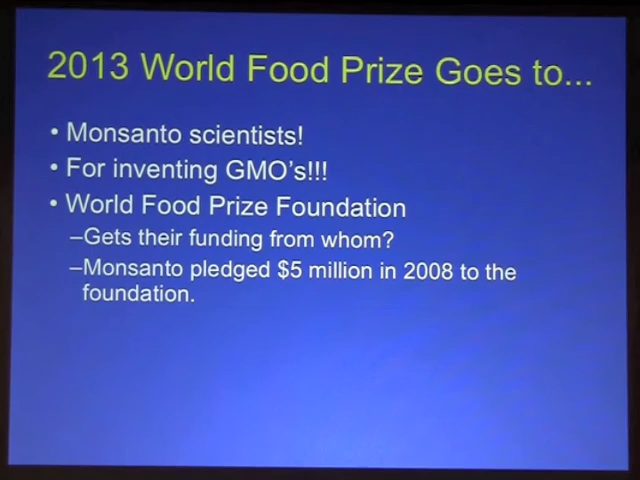 2013 World Food Prize Goes to...
• Monsanto scientists!
• For inventing GMO's!!!
• World Food Prize Foundation
–Gets their funding from whom?
–Monsanto pledged $5 million in 2008 to the
foundation.